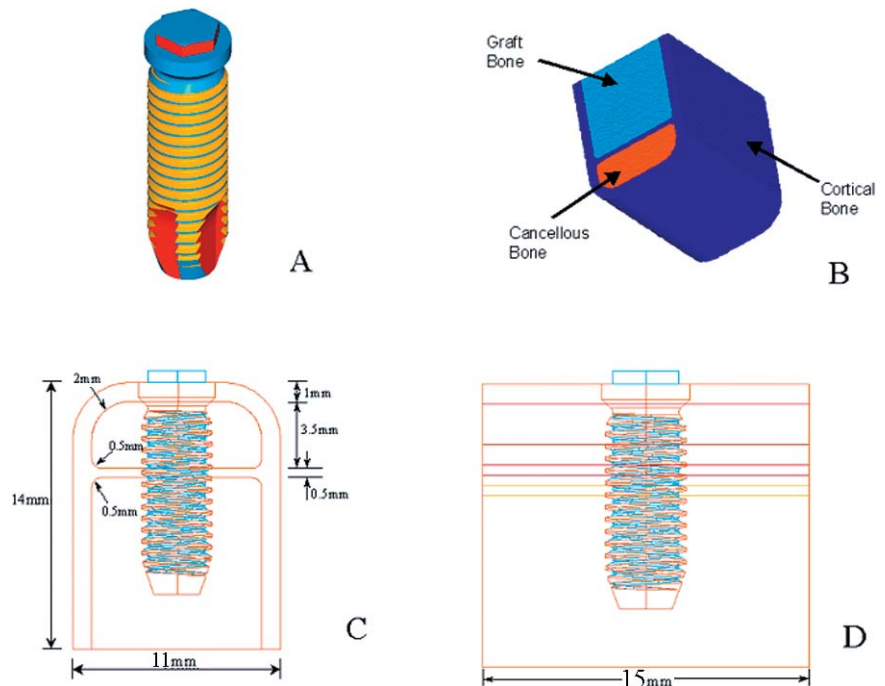 A
Graft
Bone
Cortical
Bone
Cancellous
Bone
B
2mm
1mm
3.5mm
0.5mm
0.5mm
0.5mm
14mm
C
11mm
D
15mm